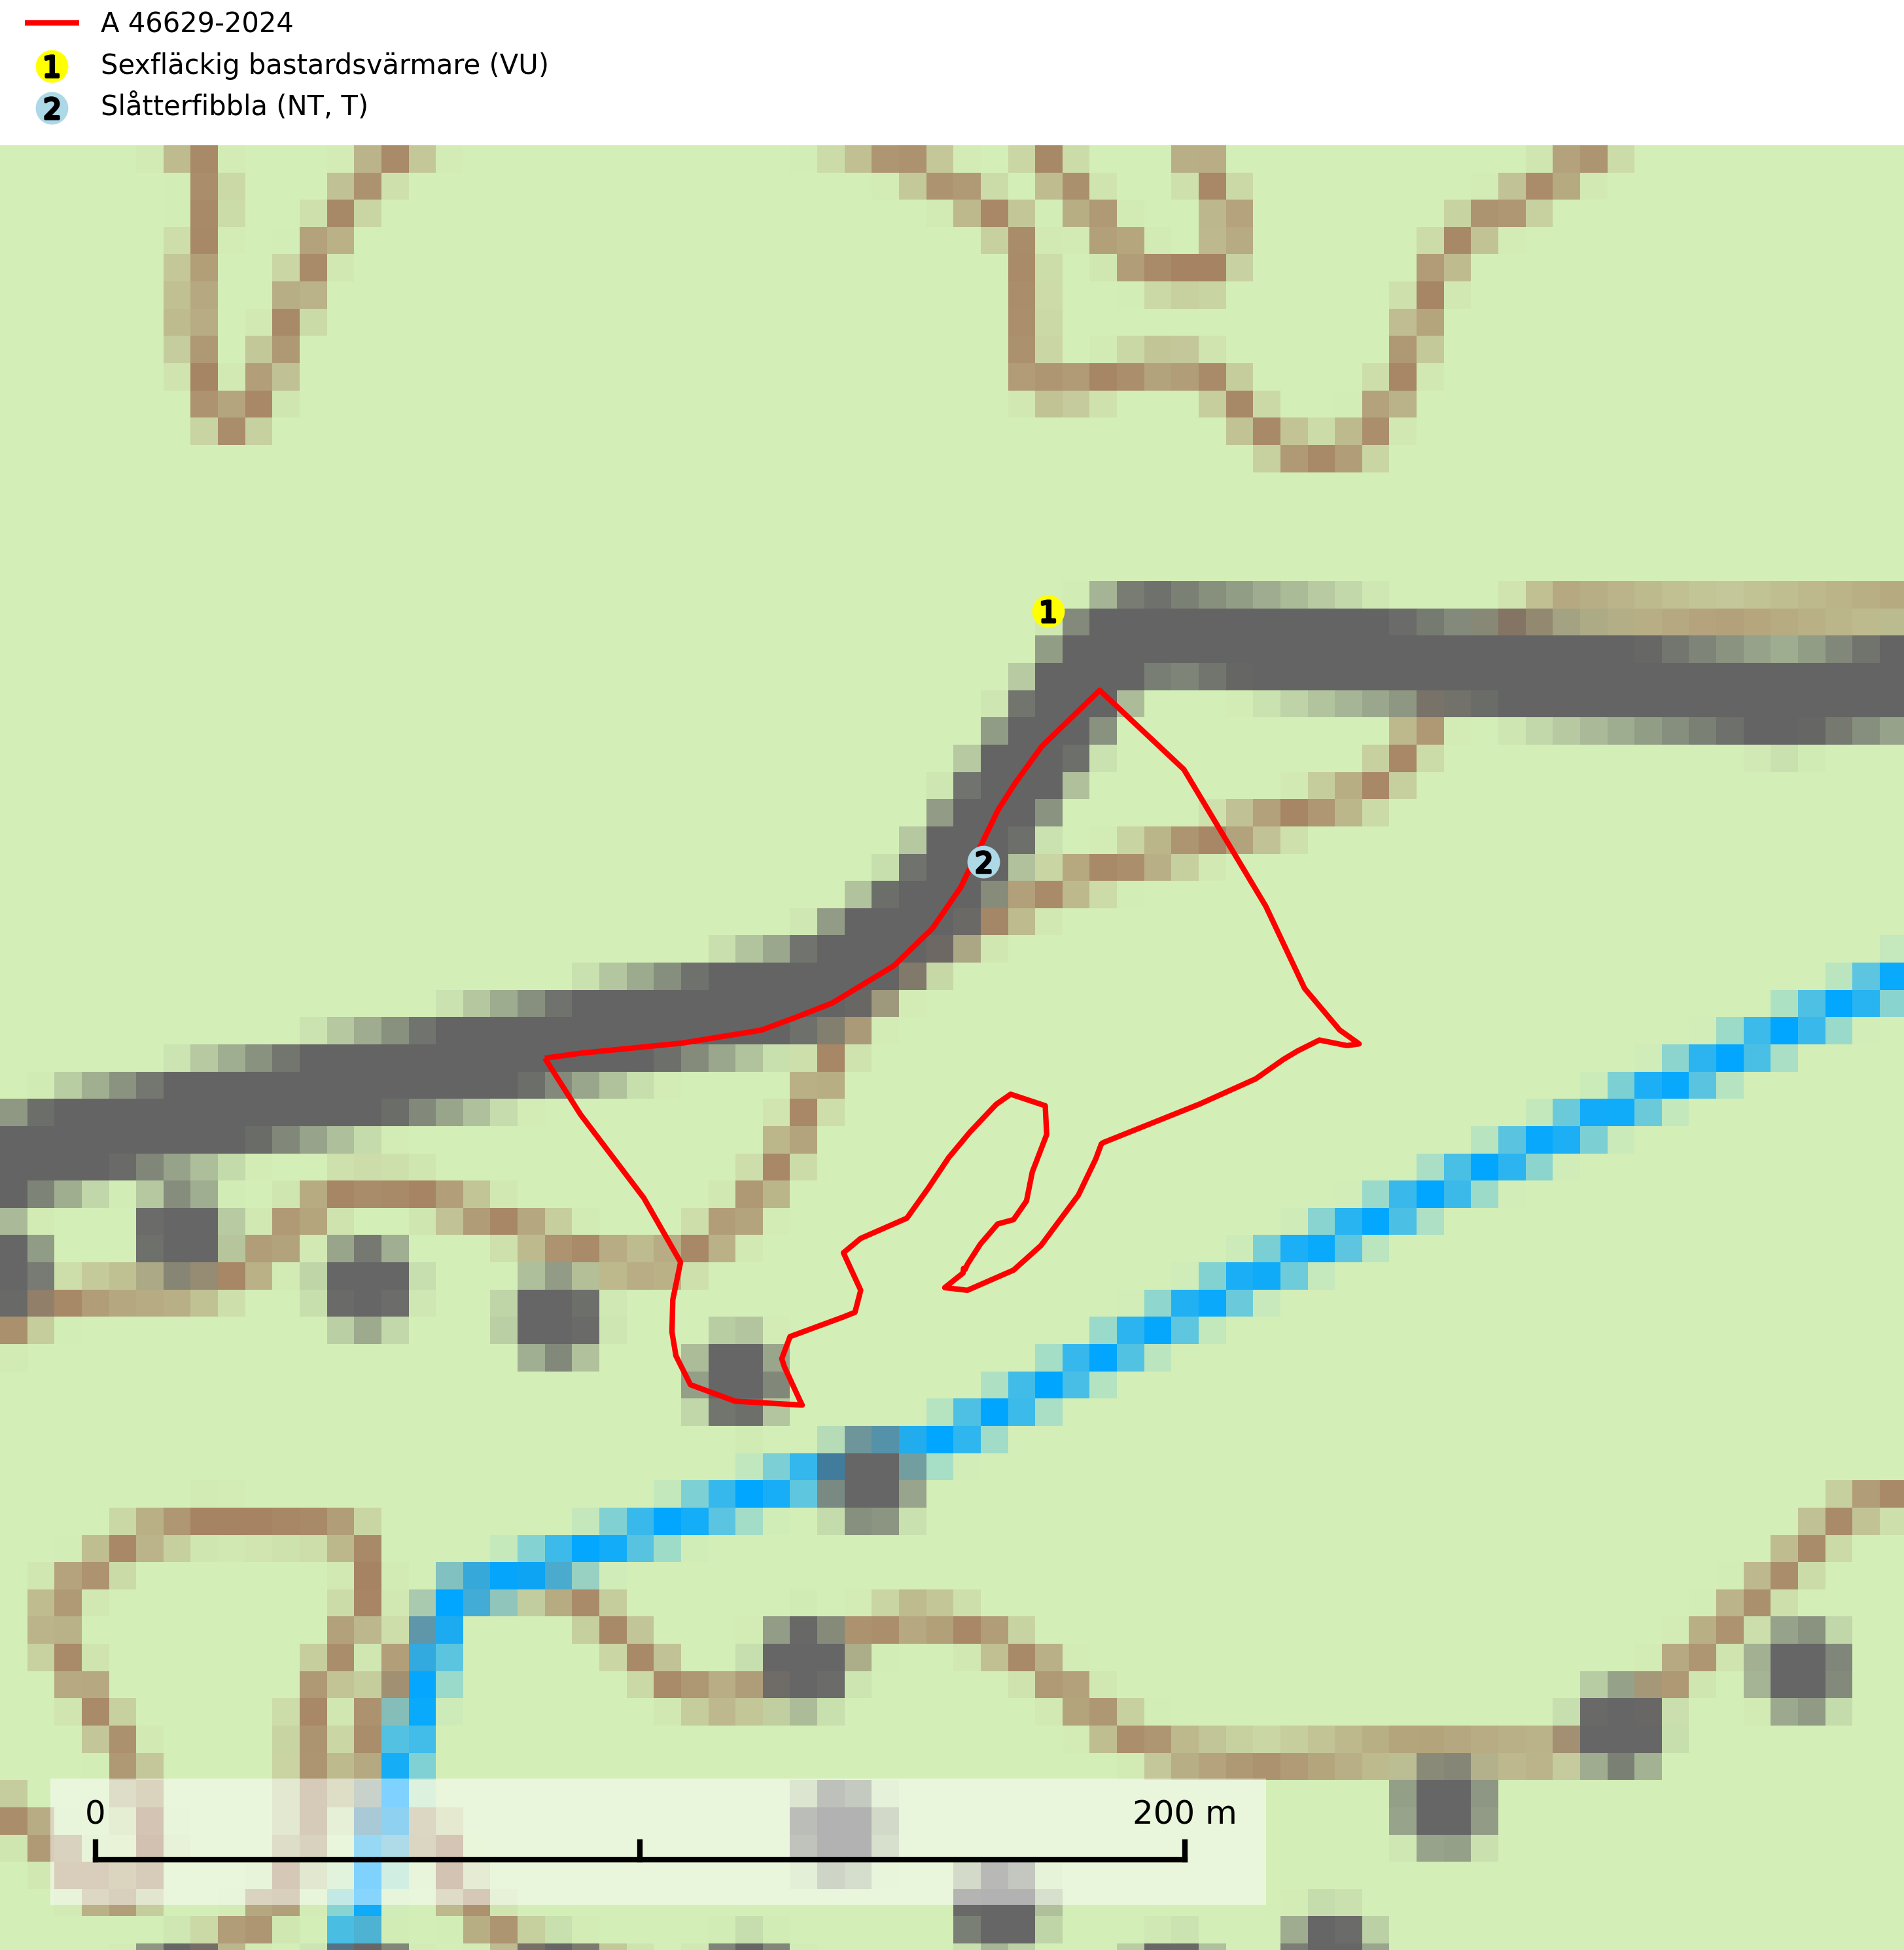 A 46629-2024
1 Sexfläckig bastardsvärmare (VU)
2 Slåtterfibbla (NT, T)
1
2
0 200 m